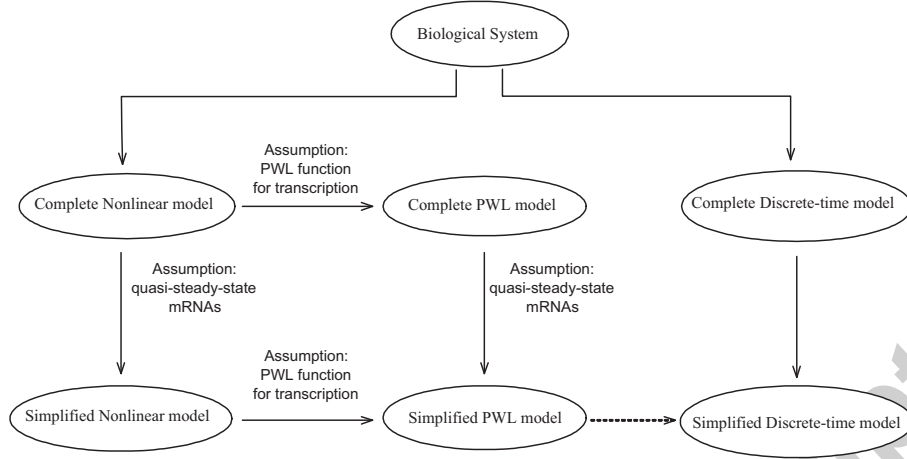 Biological System
Assumption:
PWL function
for transcription
Complete Nonlinear model
Complete PWL model
Complete Discrete-time model
Assumption:
quasi-steady-state
mRNAs
Assumption:
quasi-steady-state
mRNAs
Assumption:
PWL function
for transcription
Simplified Nonlinear model
Simplified PWL model
Simplified Discrete-time model